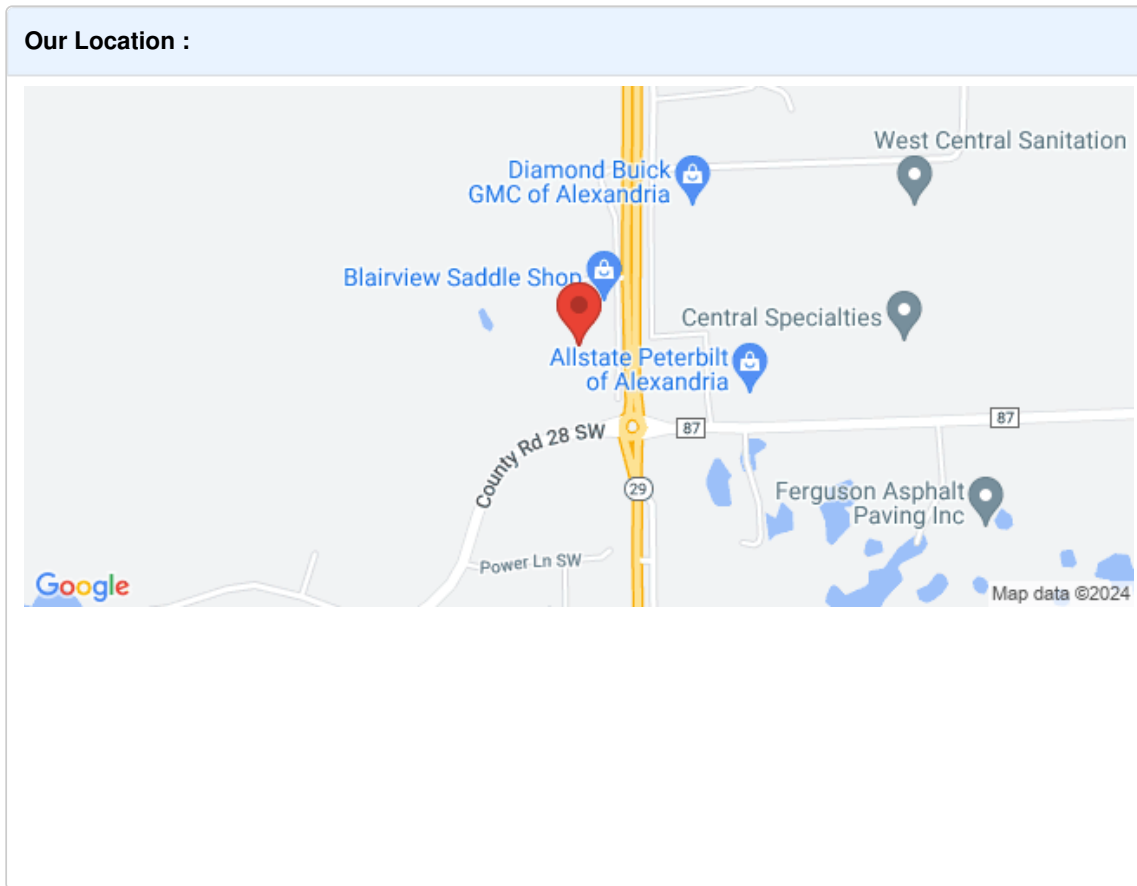 Our Location :
West Central Sanitation
Diamond Buick
GMC of Alexandria
Blairview Saddle Shop
Central Specialties
Allstate Peterbilt
of Alexandria
87
87
County Rd 28 SW
29
Ferguson Asphalt
Paving Inc
Power Ln SW
Google
Map data ©2024